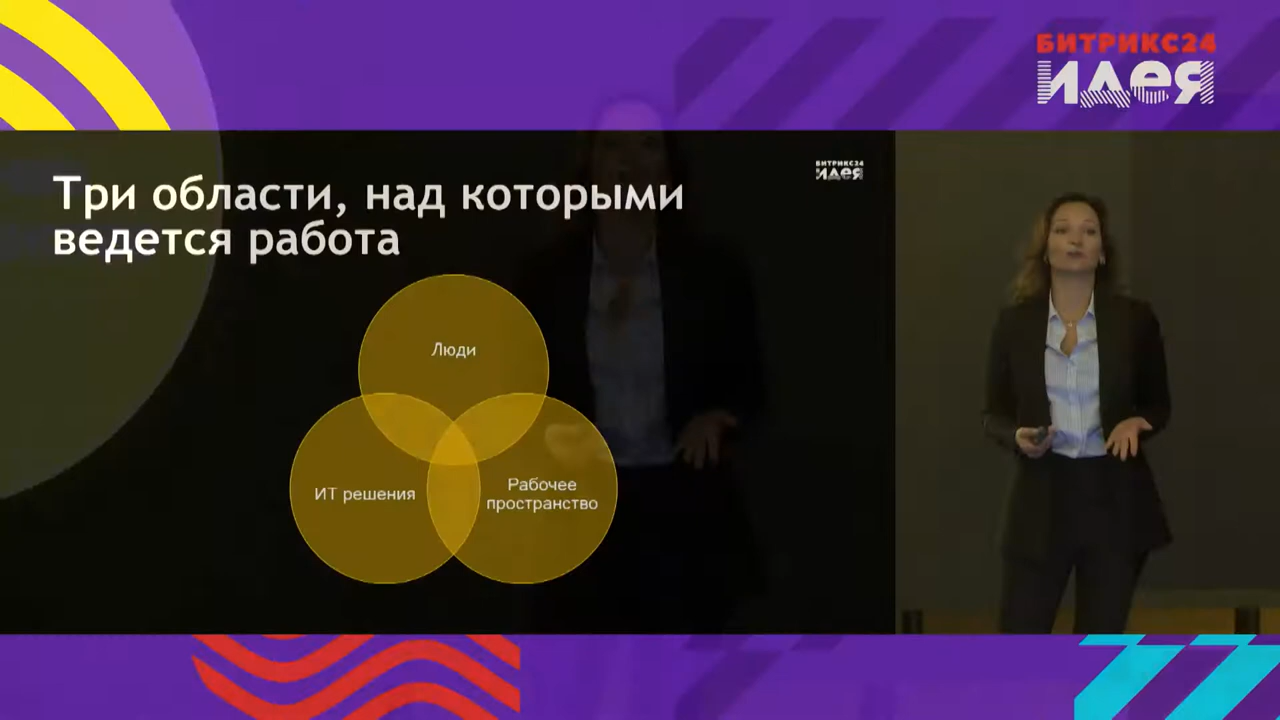 БИТРИКС24
идея
БИТРИКС24
идея
Три области, над которыми
ведется работа
Люди
ИТ решения
Рабочее
пространство